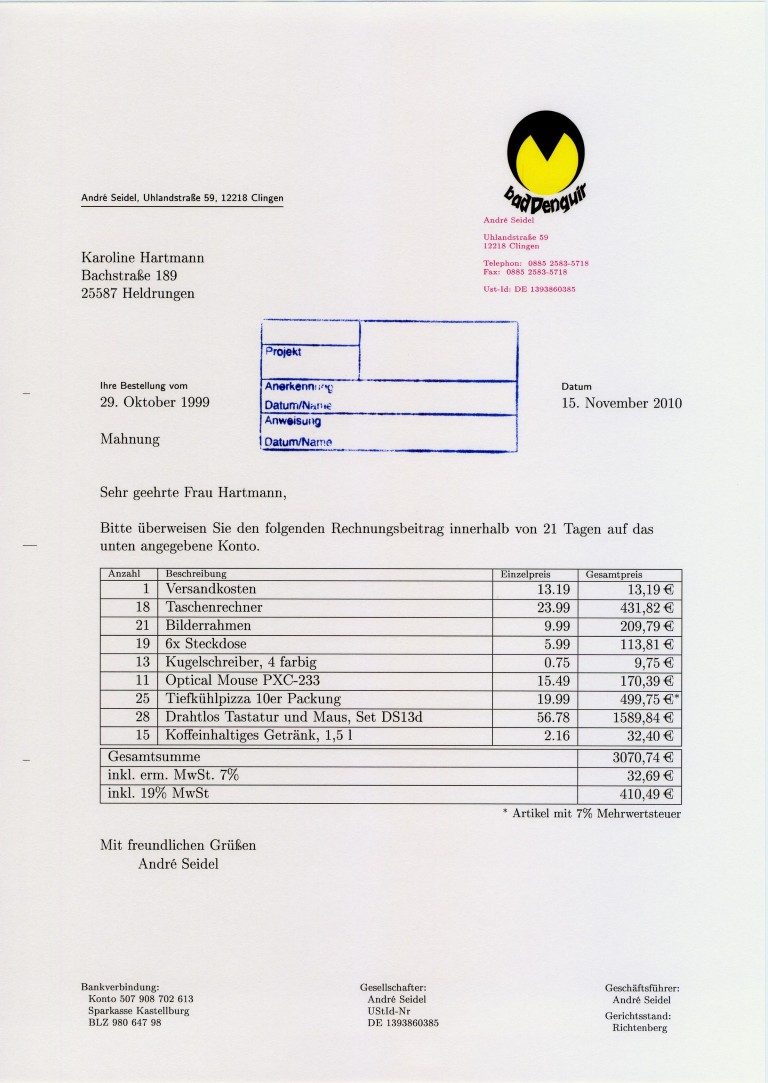 badPenguin
André Seidel, Uhlandstraße 59, 12218 Clingen
André Seidel
Uhlandstraße 59
12218 Clingen
Telephon: 0885 2583-5718
Fax: 0885 2583-5718
Ust-Id: DE 1393860385
Karoline Hartmann
Bachstraße 189
25587 Heldrungen
Projekt
Anerkennung
Datum/Name
Anweisung
Datum/Name
Ihre Bestellung vom
29. Oktober 1999
Datum
15. November 2010
Mahnung
Sehr geehrte Frau Hartmann,
Bitte überweisen Sie den folgenden Rechnungsbeitrag innerhalb von 21 Tagen auf das
unten angegebene Konto.
Anzahl Beschreibung Einzelpreis Gesamtpreis
1 Versandkosten 13.19 13,19 €
18 Taschenrechner 23.99 431,82 €
21 Bilderrahmen 9.99 209,79 €
19 6x Steckdose 5.99 113,81 €
13 Kugelschreiber, 4 farbig 0.75 9,75 €
11 Optical Mouse PXC-233 15.49 170,39 €
25 Tiefkühlpizza 10er Packung 19.99 499,75 €*
28 Drahtlos Tastatur und Maus, Set DS13d 56.78 1589,84 €
15 Koffeinhaltiges Getränk, 1,5 l 2.16 32,40 €
Gesamtsumme 3070,74 €
inkl. erm. MwSt. 7% 32,69 €
inkl. 19% MwSt 410,49 €
* Artikel mit 7% Mehrwertsteuer
Mit freundlichen Grüßen
André Seidel
Bankverbindung:
Konto 507 908 702 613
Sparkasse Kastellburg
BLZ 980 647 98
Gesellschafter:
André Seidel
UStId-Nr
DE 1393860385
Geschäftsführer:
André Seidel
Gerichtsstand:
Richtenberg